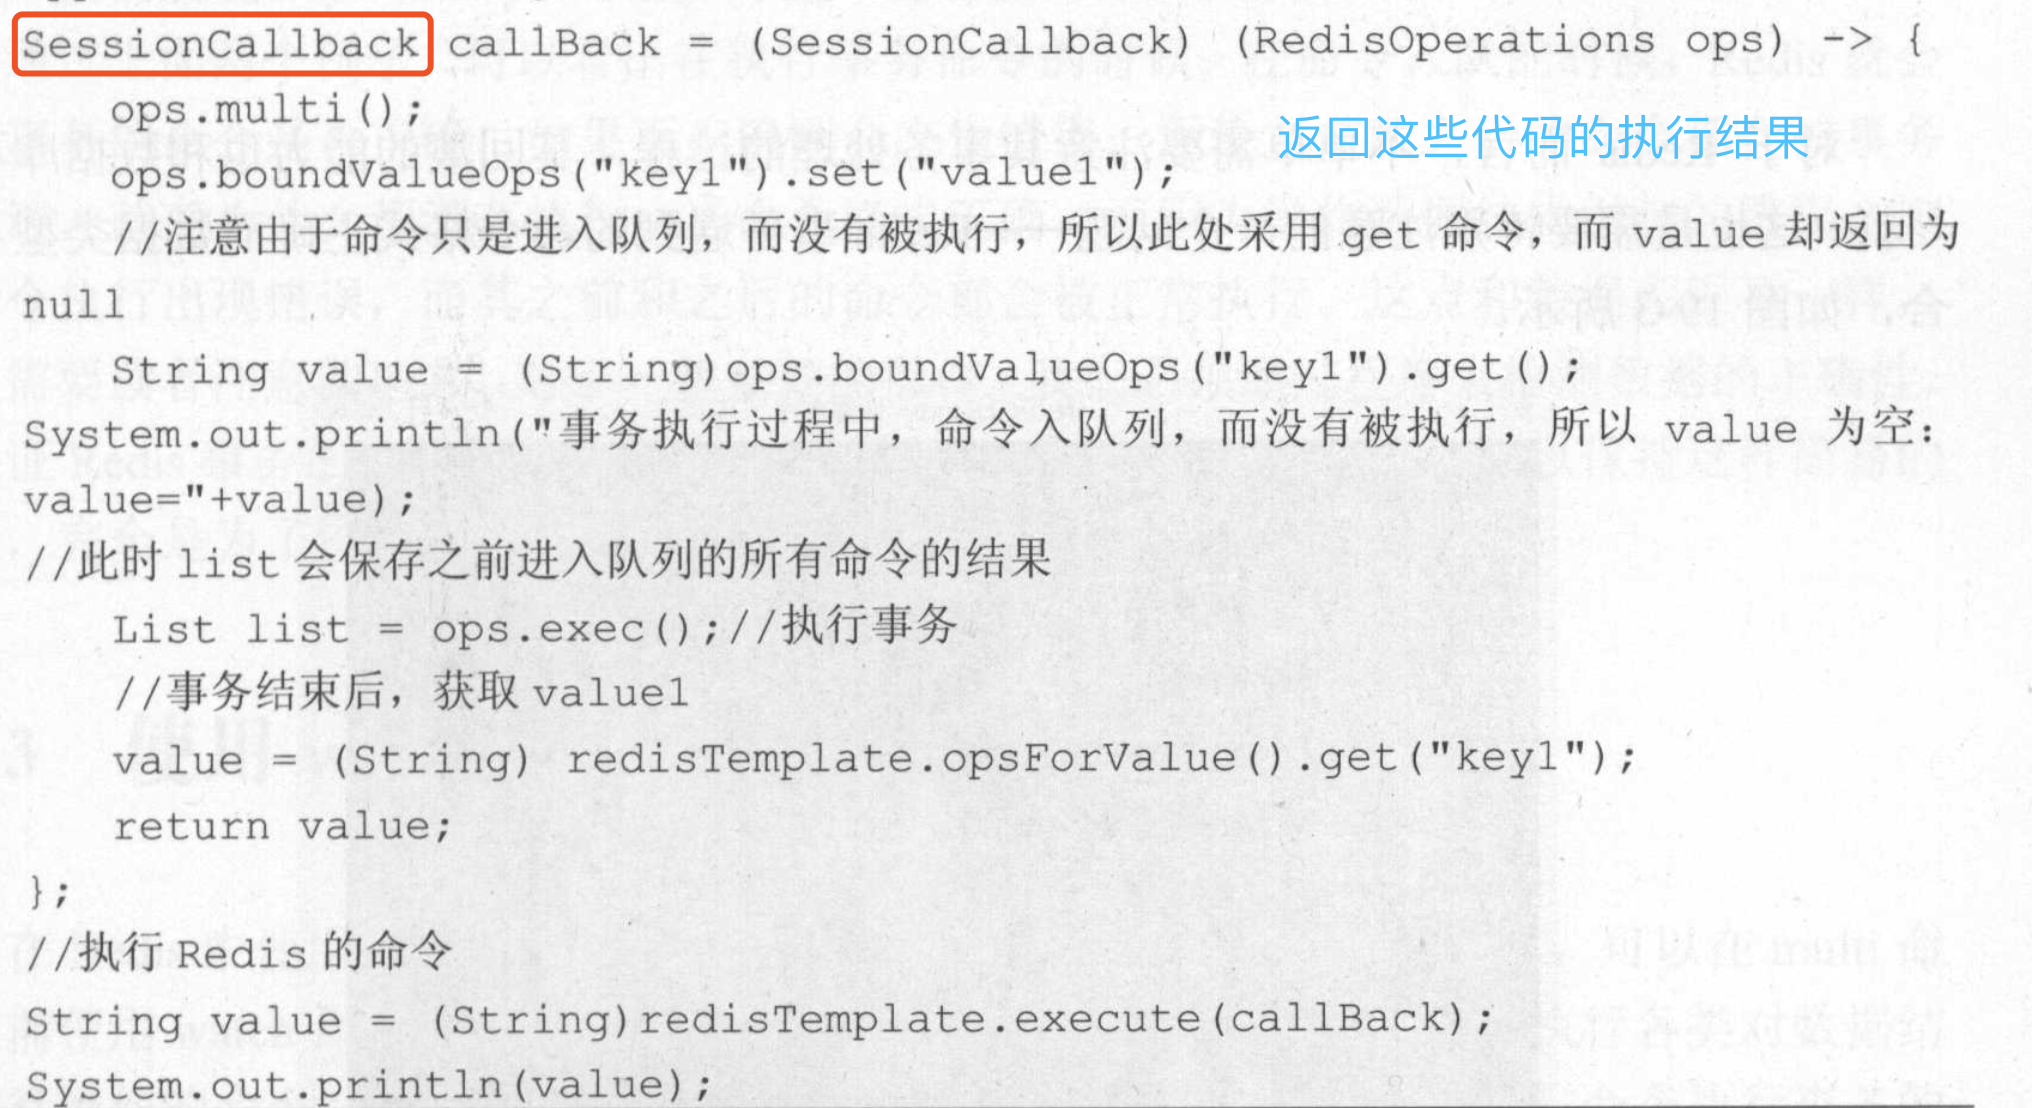 SessionCallback callBack = (SessionCallback) (RedisOperations ops) -> {
ops.multi();
返回这些代码的执行结果
ops.boundValueOps("key1").set("value1");
//注意由于命令只是进入队列，而没有被执行，所以此处采用 get 命令，而 value 却返回为
null
String value = (String)ops.boundValueOps("key1").get();
System.out.println("事务执行过程中，命令入队列，而没有被执行，所以 value 为空：
value="+value);
//此时 list 会保存之前进入队列的所有命令的结果
List list = ops.exec();//执行事务
//事务结束后，获取 value1
value = (String) redisTemplate.opsForValue().get("key1");
return value;
};
//执行 Redis 的命令
String value = (String)redisTemplate.execute(callBack);
System.out.println(value);